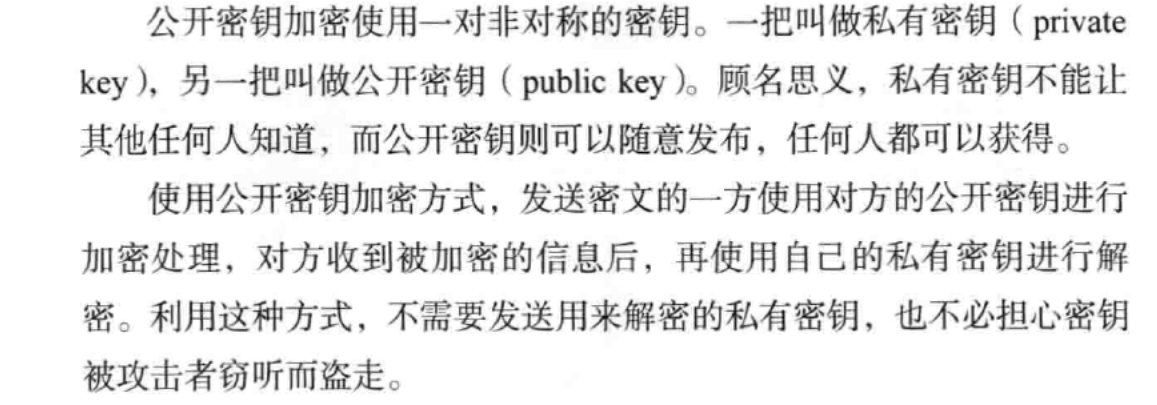 公开密钥加密使用一对非对称的密钥。一把叫做私有密钥（private
key），另一把叫做公开密钥（public key）。顾名思义，私有密钥不能让
其他任何人知道，而公开密钥则可以随意发布，任何人都可以获得。
使用公开密钥加密方式，发送密文的一方使用对方的公开密钥进行
加密处理，对方收到被加密的信息后，再使用自己的私有密钥进行解
密。利用这种方式，不需要发送用来解密的私有密钥，也不必担心密钥
被攻击者窃听而盗走。